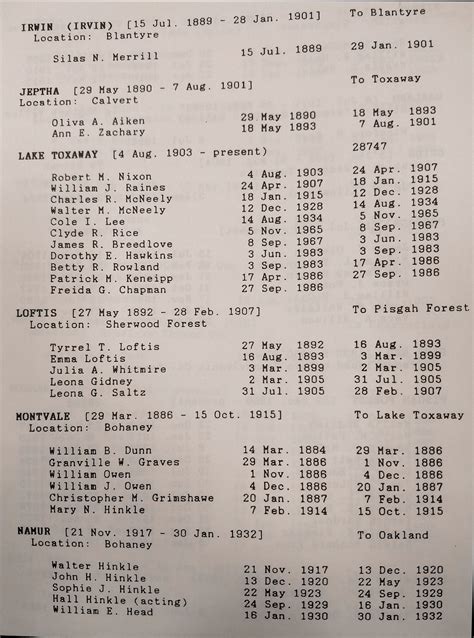 IRWIN (IRVIN) [15 Jul. 1889 - 28 Jan. 1901] To Blantyre
Location: Blantyre
Silas N. Merrill 15 Jul. 1889 29 Jan. 1901
JEPTHA [29 May 1890 - 7 Aug. 1901] To Toxaway
Location: Calvert
Oliva A. Aiken 29 May 1890 18 May 1893
Ann E. Zachary 18 May 1893 7 Aug. 1901
LAKE TOXAWAY [4 Aug. 1903 - present) 28747
Robert M. Nixon 4 Aug. 1903 24 Apr. 1907
William J. Raines 24 Apr. 1907 18 Jan. 1915
Charles R. McNeely 18 Jan. 1915 12 Dec. 1928
Walter M. McNeely 12 Dec. 1928 14 Aug. 1934
Cole I. Lee 14 Aug. 1934 5 Nov. 1965
Clyde R. Rice 5 Nov. 1965 8 Sep. 1967
James R. Breedlove 8 Sep. 1967 3 Jun. 1983
Dorothy E. Hawkins 3 Jun. 1983 3 Sep. 1983
Betty R. Rowland 3 Sep. 1983 17 Apr. 1986
Patrick M. Keneipp 17 Apr. 1986 27 Sep. 1986
Freida G. Chapman 27 Sep. 1986
LOFTIS [27 May 1892 - 28 Feb. 1907] To Pisgah Forest
Location: Sherwood Forest
Tyrrel T. Loftis 27 May 1892 16 Aug. 1893
Emma Loftis 16 Aug. 1893 3 Mar. 1899
Julia A. Whitmire 3 Mar. 1899 2 Mar. 1905
Leona Gidney 2 Mar. 1905 31 Jul. 1905
Leona G. Saltz 31 Jul. 1905 28 Feb. 1907
MONTVALE [29 Mar. 1886 - 15 Oct. 1915] To Lake Toxaway
Location: Bohaney
William B. Dunn 14 Mar. 1884 29 Mar. 1886
Granville W. Graves 29 Mar. 1886 1 Nov. 1886
William Owen 1 Nov. 1886 4 Dec. 1886
William J. Owen 4 Dec. 1886 20 Jan. 1887
Christopher M. Grimshawe 20 Jan. 1887 7 Feb. 1914
Mary N. Hinkle 7 Feb. 1914 15 Oct. 1915
NAMUR [21 Nov. 1917 - 30 Jan. 1932] To Oakland
Location: Bohaney
Walter Hinkle 21 Nov. 1917 13 Dec. 1920
John H. Hinkle 13 Dec. 1920 22 May 1923
Sophie J. Hinkle 22 May 1923 24 Sep. 1929
Hall Hinkle (acting) 24 Sep. 1929 16 Jan. 1930
William E. Head 16 Jan. 1930 30 Jan. 1932